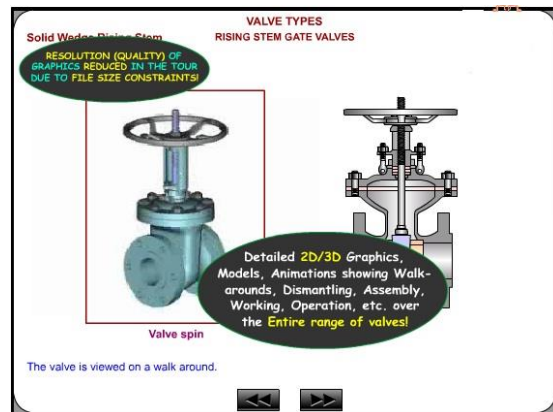 VALVE TYPES
Solid Wedge Rising Stem
RISING STEM GATE VALVES
RESOLUTION (QUALITY) OF
GRAPHICS REDUCED IN THE TOUR
DUE TO FILE SIZE CONSTRAINTS!
Detailed 2D/3D Graphics,
Models, Animations showing Walk-
arounds, Dismantling, Assembly,
Working, Operation, etc. over
the Entire range of valves!
Valve spin
The valve is viewed on a walk around.